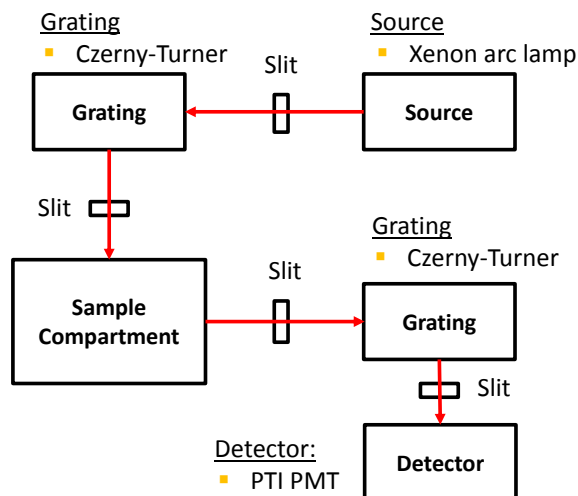 Grating
▪ Czerny-Turner
Source
▪ Xenon arc lamp
Slit
Grating
Source
Slit
Grating
▪ Czerny-Turner
Slit
Sample
Compartment
Grating
Slit
Detector:
▪ PTI PMT
Detector